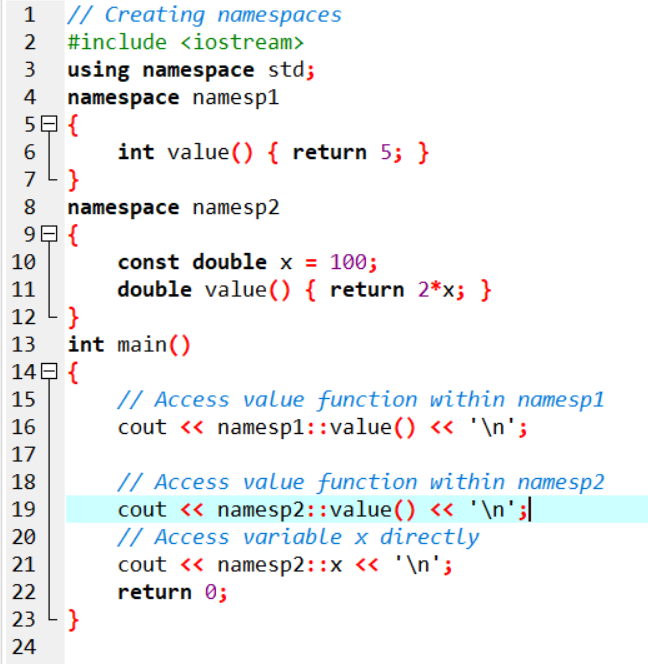 1 // Creating namespaces
2 #include <iostream>
3 using namespace std;
4 namespace namesp1
5 {
6     int value() { return 5; }
7 }
8 namespace namesp2
9 {
10     const double x = 100;
11     double value() { return 2*x; }
12 }
13 int main()
14 {
15     // Access value function within namesp1
16     cout << namesp1::value() << '\n';
17
18     // Access value function within namesp2
19     cout << namesp2::value() << '\n';
20     // Access variable x directly
21     cout << namesp2::x << '\n';
22     return 0;
23 }
24